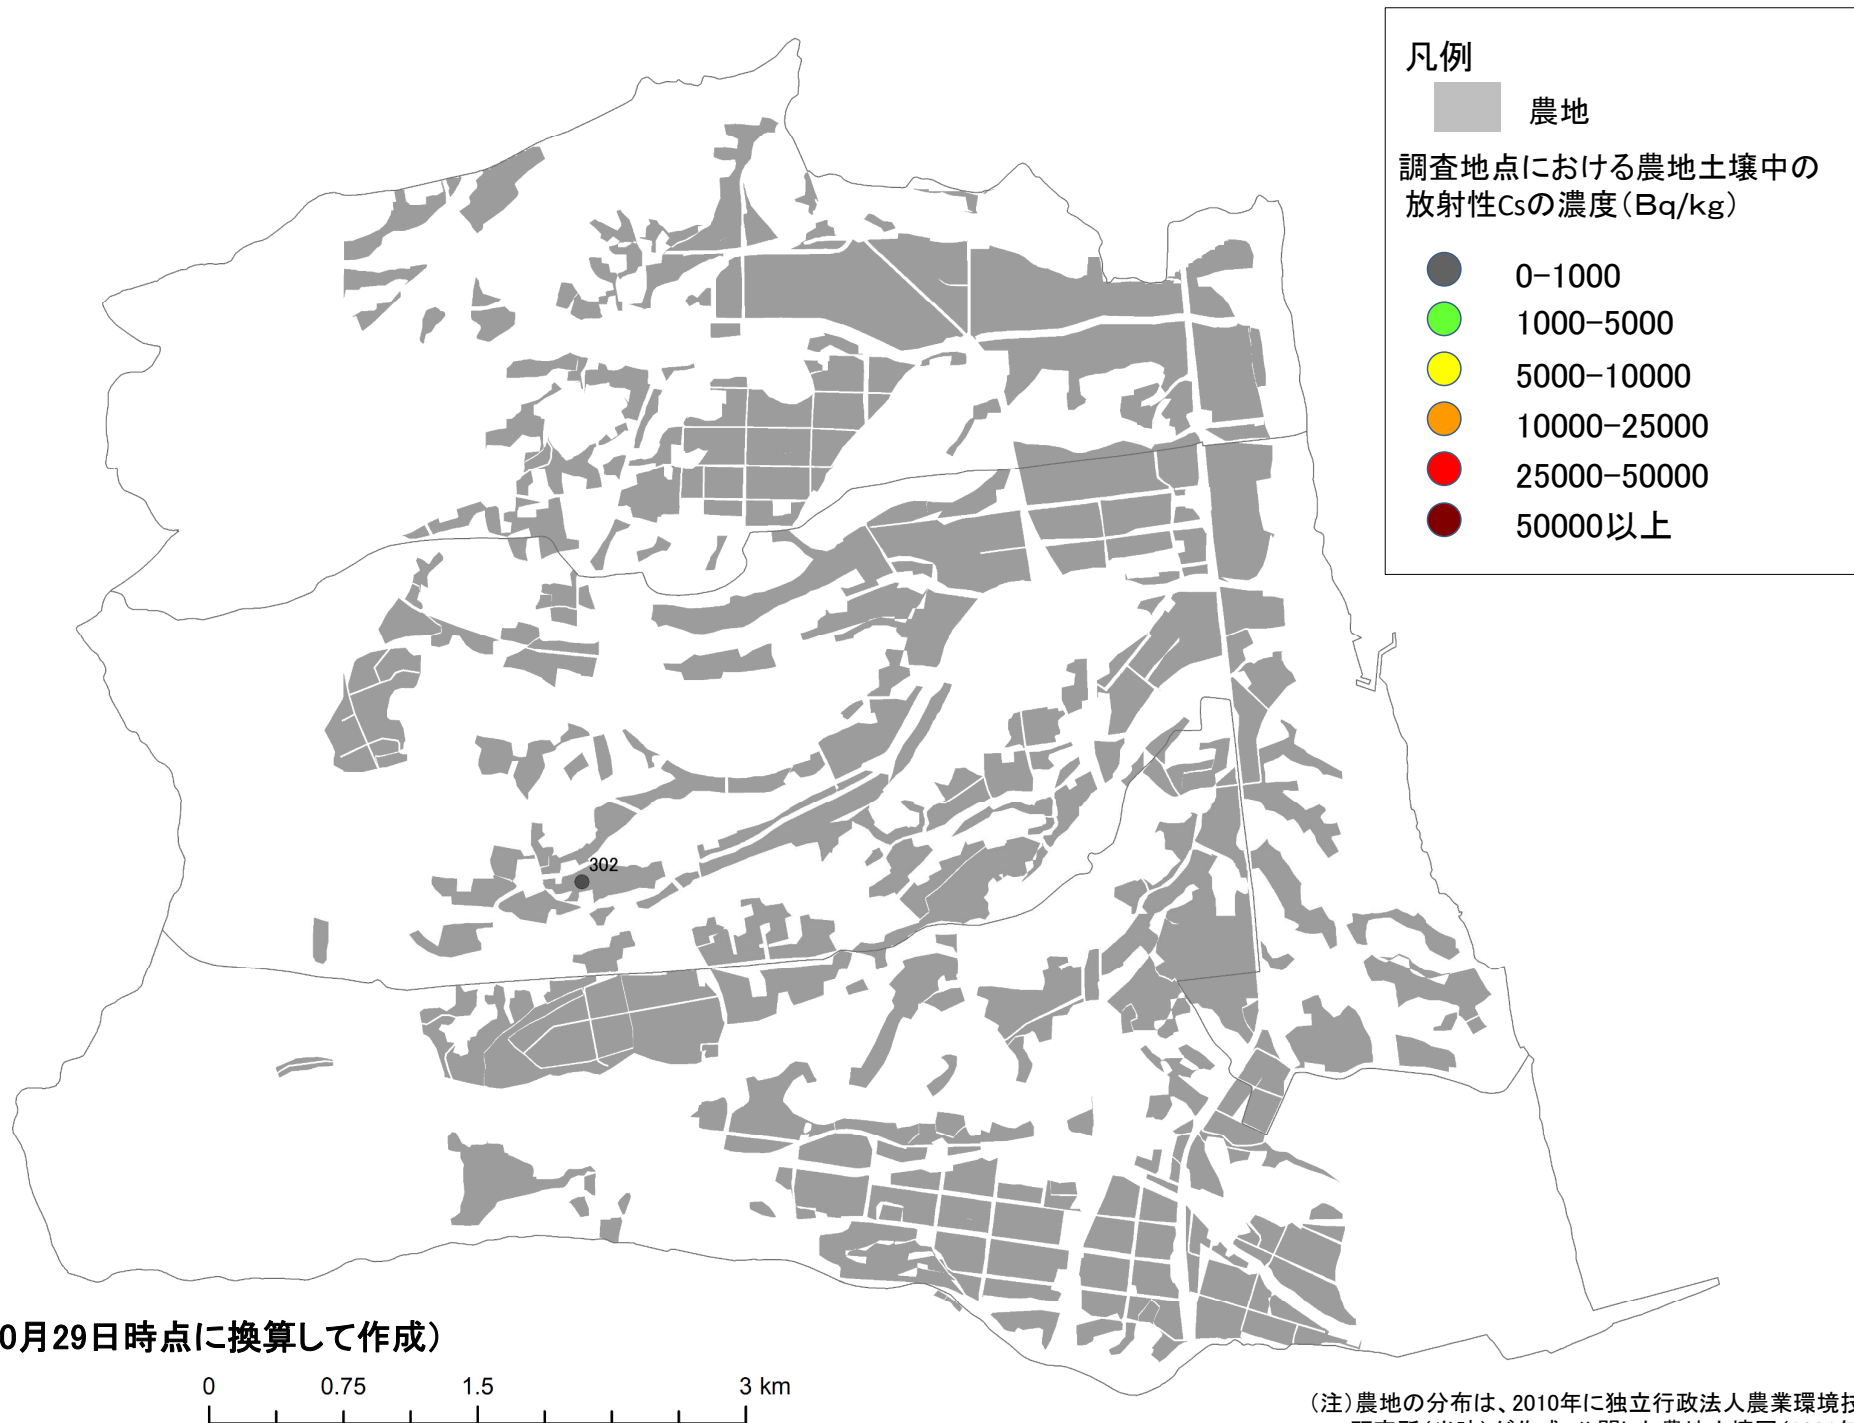 凡例
農地
調査地点における農地土壌中の
放射性Csの濃度(Bq/kg)
0-1000
1000-5000
5000-10000
10000-25000
25000-50000
50000以上
302
0月29日時点に換算して作成)
0 0.75 1.5 3 km
(注)農地の分布は、2010年に独立行政法人農業環境技